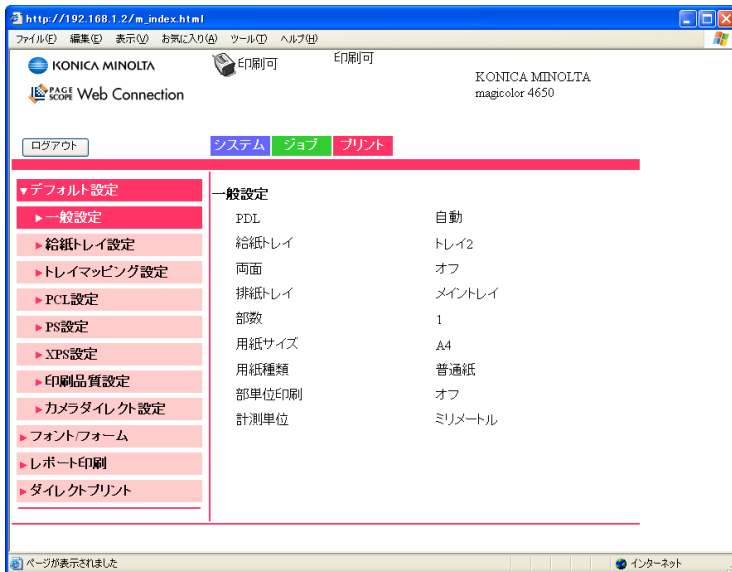 http://192.168.1.2/m_index.html
ファイル(F) 編集(E) 表示(V) お気に入り(A) ツール(T) ヘルプ(H)
KONICA MINOLTA 印刷可 印刷可
KONICA MINOLTA
PAGE SCOPE Web Connection
magicolor 4650
ログアウト システム ジョブ プリント
▼デフォルト設定
一般設定
►一般設定
PDL 自動
►給紙トレイ設定
給紙トレイ トレイ2
►トレイマッピング設定
両面 オフ
►PCL設定
排紙トレイ メイントレイ
►PS設定
部数 1
►XPS設定
用紙サイズ A4
►印刷品質設定
用紙種類 普通紙
►カメラダイレクト設定
部単位印刷 オフ
►フォント/フォーム
計測単位 ミリメートル
►レポート印刷
►ダイレクトプリント
ページが表示されました インターネット